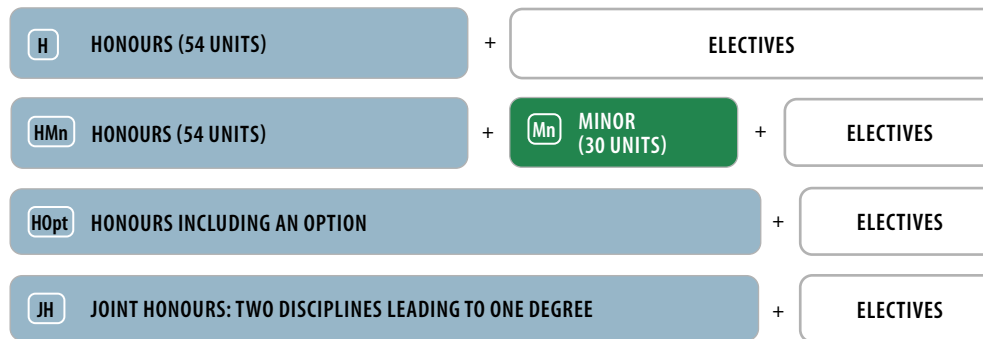 H HONOURS (54 UNITS) + ELECTIVES
HMn HONOURS (54 UNITS) + Mn MINOR
(30 UNITS) + ELECTIVES
HOpt HONOURS INCLUDING AN OPTION + ELECTIVES
JH JOINT HONOURS: TWO DISCIPLINES LEADING TO ONE DEGREE + ELECTIVES